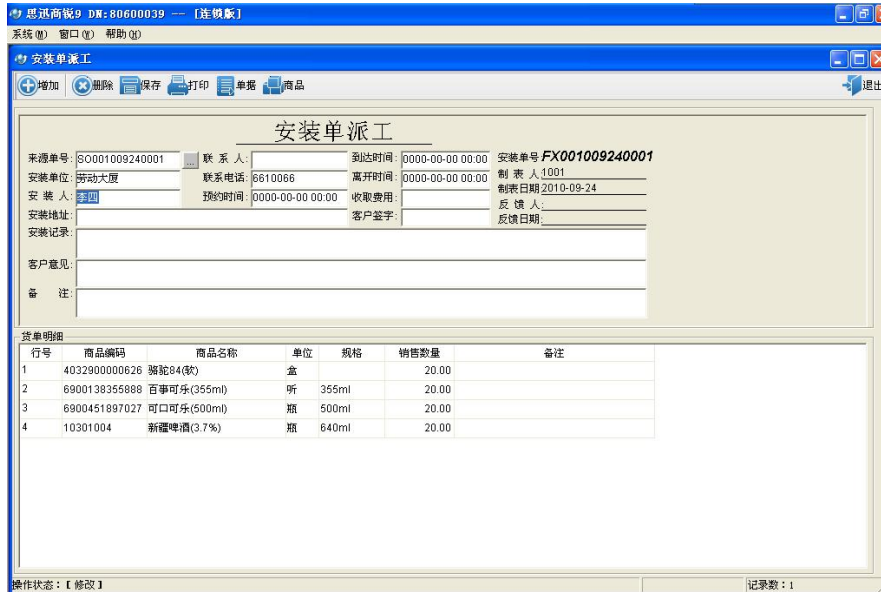 思迅商锐9 DN:80600039 -- [连锁版]
系统(M) 窗口(Y) 帮助(H)
安装单派工
增加 删除 保存 打印 单据 商品 退出
安装单派工
来源单号: SO001009240001 ... 联系人: 到达时间: 0000-00-00 00:00 安装单号 FX001009240001
安装单位: 劳动大厦 联系电话: 6610066 离开时间: 0000-00-00 00:00 制表人 1001
安装人: 李四 预约时间: 0000-00-00 00:00 收取费用: 制表日期 2010-09-24
安装地址: 客户签字: 反馈人:
反馈日期:
安装记录:
客户意见:
备 注:
货单明细
行号 商品编码 商品名称 单位 规格 销售数量 备注
1 4032900000626 骆驼84(软) 盒 20.00
2 6900138355888 百事可乐(355ml) 听 355ml 20.00
3 6900451897027 可口可乐(500ml) 瓶 500ml 20.00
4 10301004 新疆啤酒(3.7%) 瓶 640ml 20.00
操作状态:【修改】 记录数:1